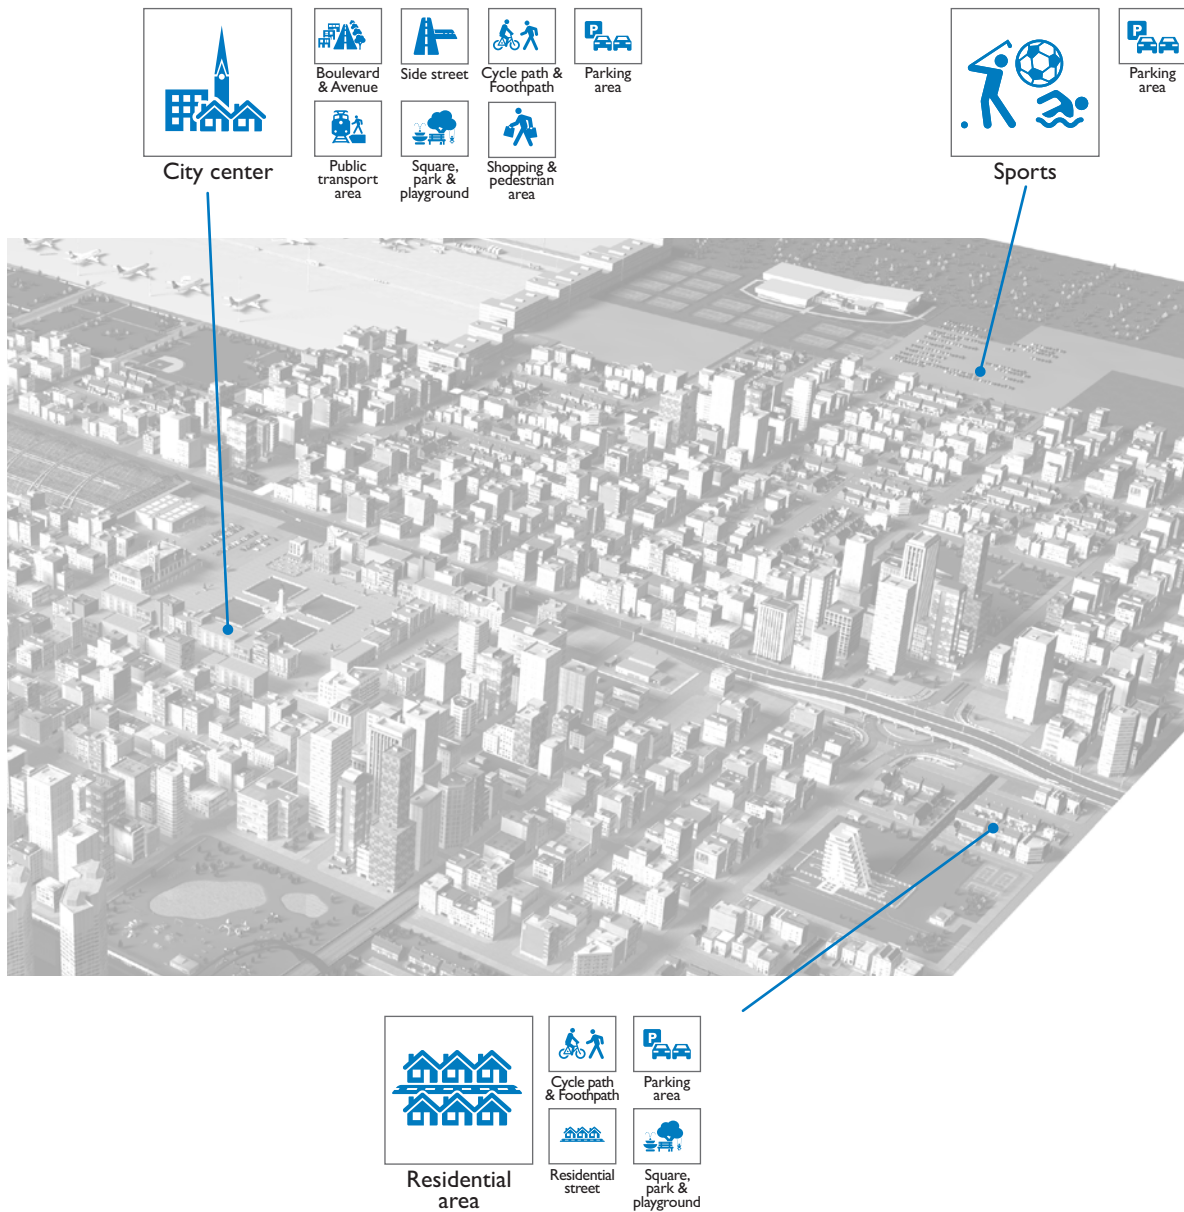 Boulevard
& Avenue
Side street
Cycle path &
Footpath
Parking
area
Public
transport
area
Square,
park &
playground
Shopping &
pedestrian
area
City center
P
P
Parking
area
Sports
Residential
area
Cycle path
& Footpath
P
Parking
area
Residential
street
Square,
park &
playground